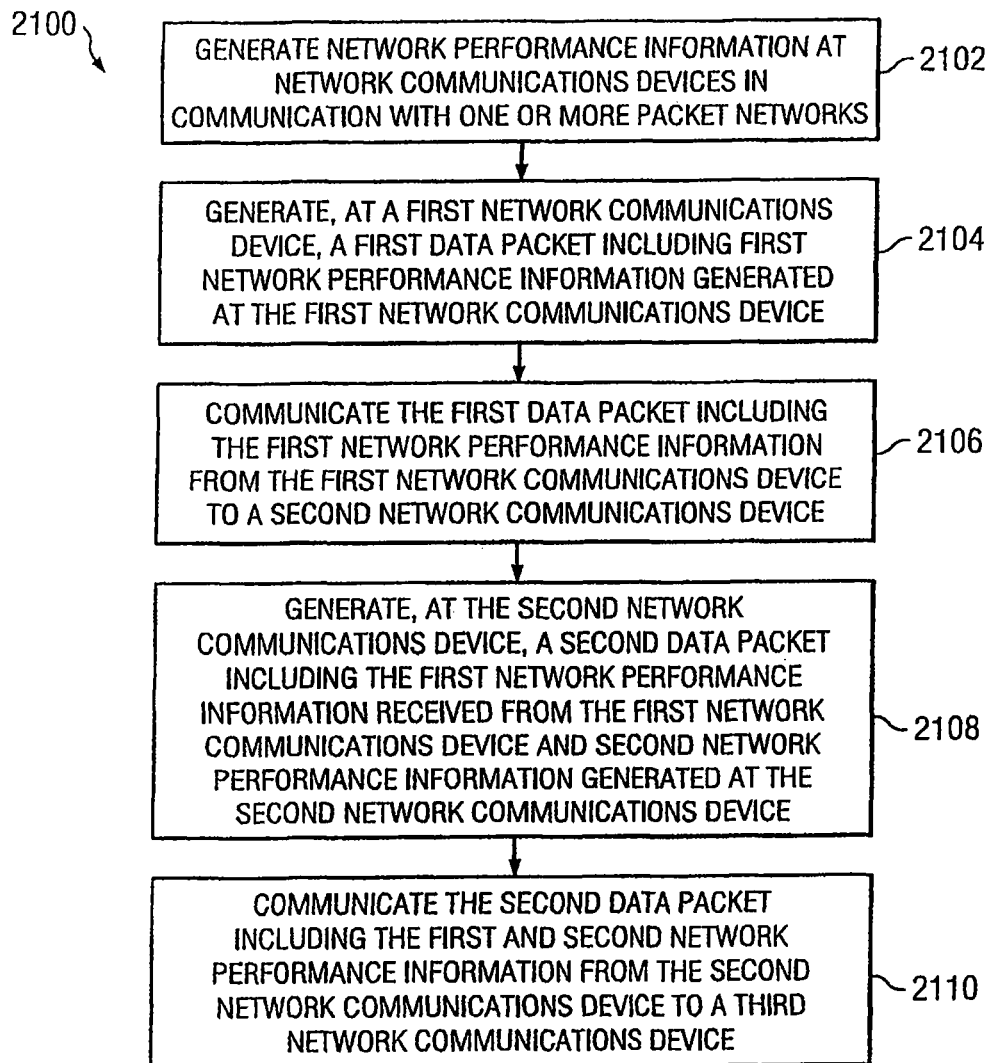 2100
GENERATE NETWORK PERFORMANCE INFORMATION AT
NETWORK COMMUNICATIONS DEVICES IN
COMMUNICATION WITH ONE OR MORE PACKET NETWORKS
2102
GENERATE, AT A FIRST NETWORK COMMUNICATIONS
DEVICE, A FIRST DATA PACKET INCLUDING FIRST
NETWORK PERFORMANCE INFORMATION GENERATED
AT THE FIRST NETWORK COMMUNICATIONS DEVICE
2104
COMMUNICATE THE FIRST DATA PACKET INCLUDING
THE FIRST NETWORK PERFORMANCE INFORMATION
FROM THE FIRST NETWORK COMMUNICATIONS DEVICE
TO A SECOND NETWORK COMMUNICATIONS DEVICE
2106
GENERATE, AT THE SECOND NETWORK
COMMUNICATIONS DEVICE, A SECOND DATA PACKET
INCLUDING THE FIRST NETWORK PERFORMANCE
INFORMATION RECEIVED FROM THE FIRST NETWORK
COMMUNICATIONS DEVICE AND SECOND NETWORK
PERFORMANCE INFORMATION GENERATED AT THE
SECOND NETWORK COMMUNICATIONS DEVICE
2108
COMMUNICATE THE SECOND DATA PACKET
INCLUDING THE FIRST AND SECOND NETWORK
PERFORMANCE INFORMATION FROM THE SECOND
NETWORK COMMUNICATIONS DEVICE TO A THIRD
NETWORK COMMUNICATIONS DEVICE
2110